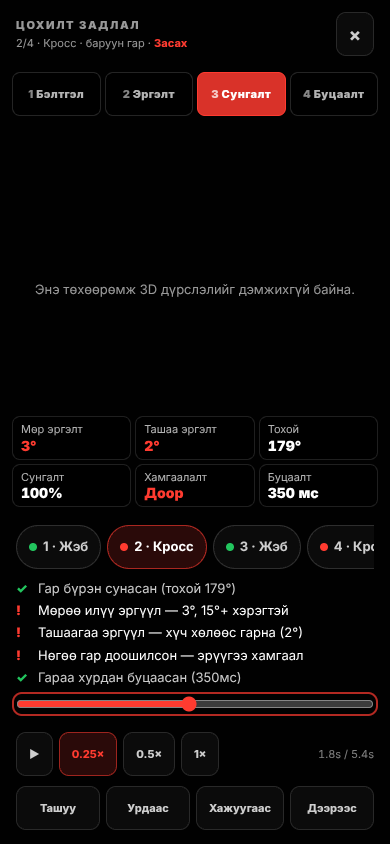 ЦОХИЛТ ЗАДЛАЛ
2/4 · Кросс · баруун гар · Засах
×
1 Бэлтгэл 2 Эргэлт 3 Сунгалт 4 Буцаалт
Энэ төхөөрөмж 3D дүрслэлийг дэмжихгүй байна.
Мөр эргэлт Ташаа эргэлт Тохой
3° 2° 179°
Сунгалт Хамгаалалт Буцаалт
100% Доор 350 мс
1 · Жэб 2 · Кросс 3 · Жэб 4 · Крс
✓ Гар бүрэн сунасан (тохой 179°)
! Мөрөө илүү эргүүл — 3°, 15°+ хэрэгтэй
! Ташаагаа эргүүл — хүч хөлөөс гарна (2°)
! Нөгөө гар доошилсон — эрүүгээ хамгаал
✓ Гараа хурдан буцаасан (350мс)
▶ 0.25× 0.5× 1× 1.8s / 5.4s
Ташуу Урдаас Хажуугаас Дээрээс